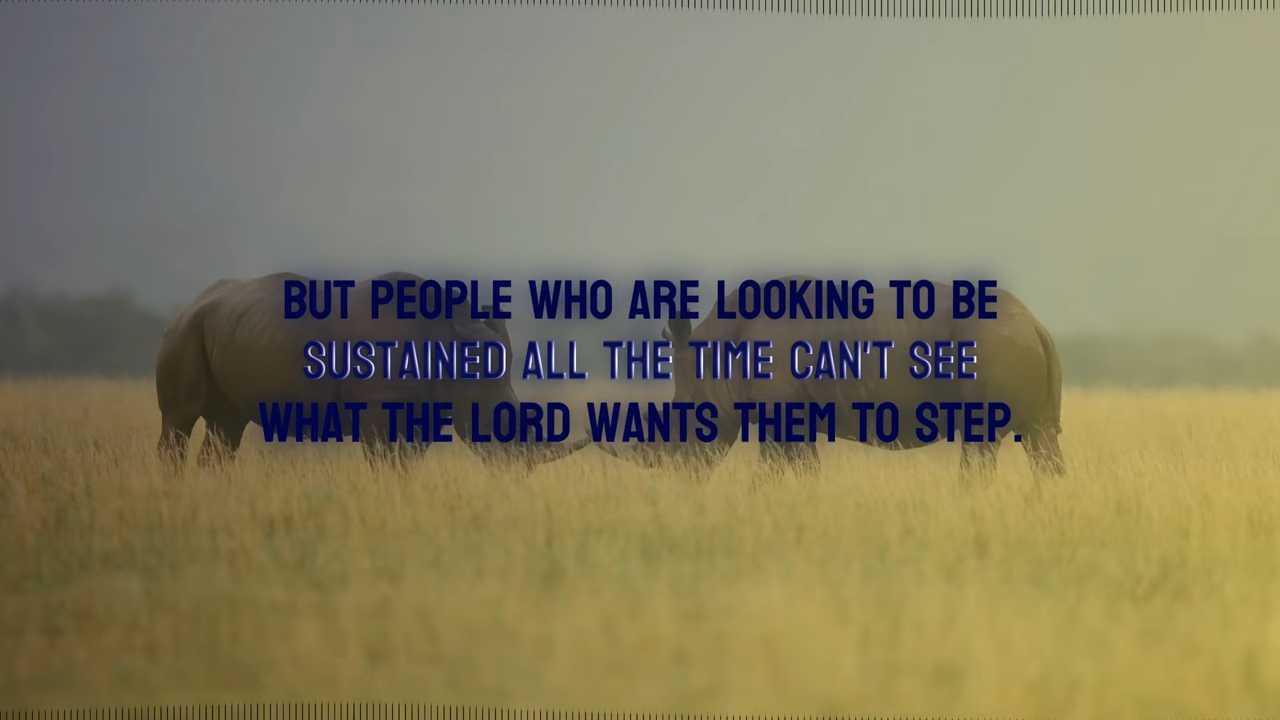 BUT PEOPLE WHO ARE LOOKING TO BE
SUSTAINED ALL THE TIME CAN'T SEE
WHAT THE LORD WANTS THEM TO STEP.